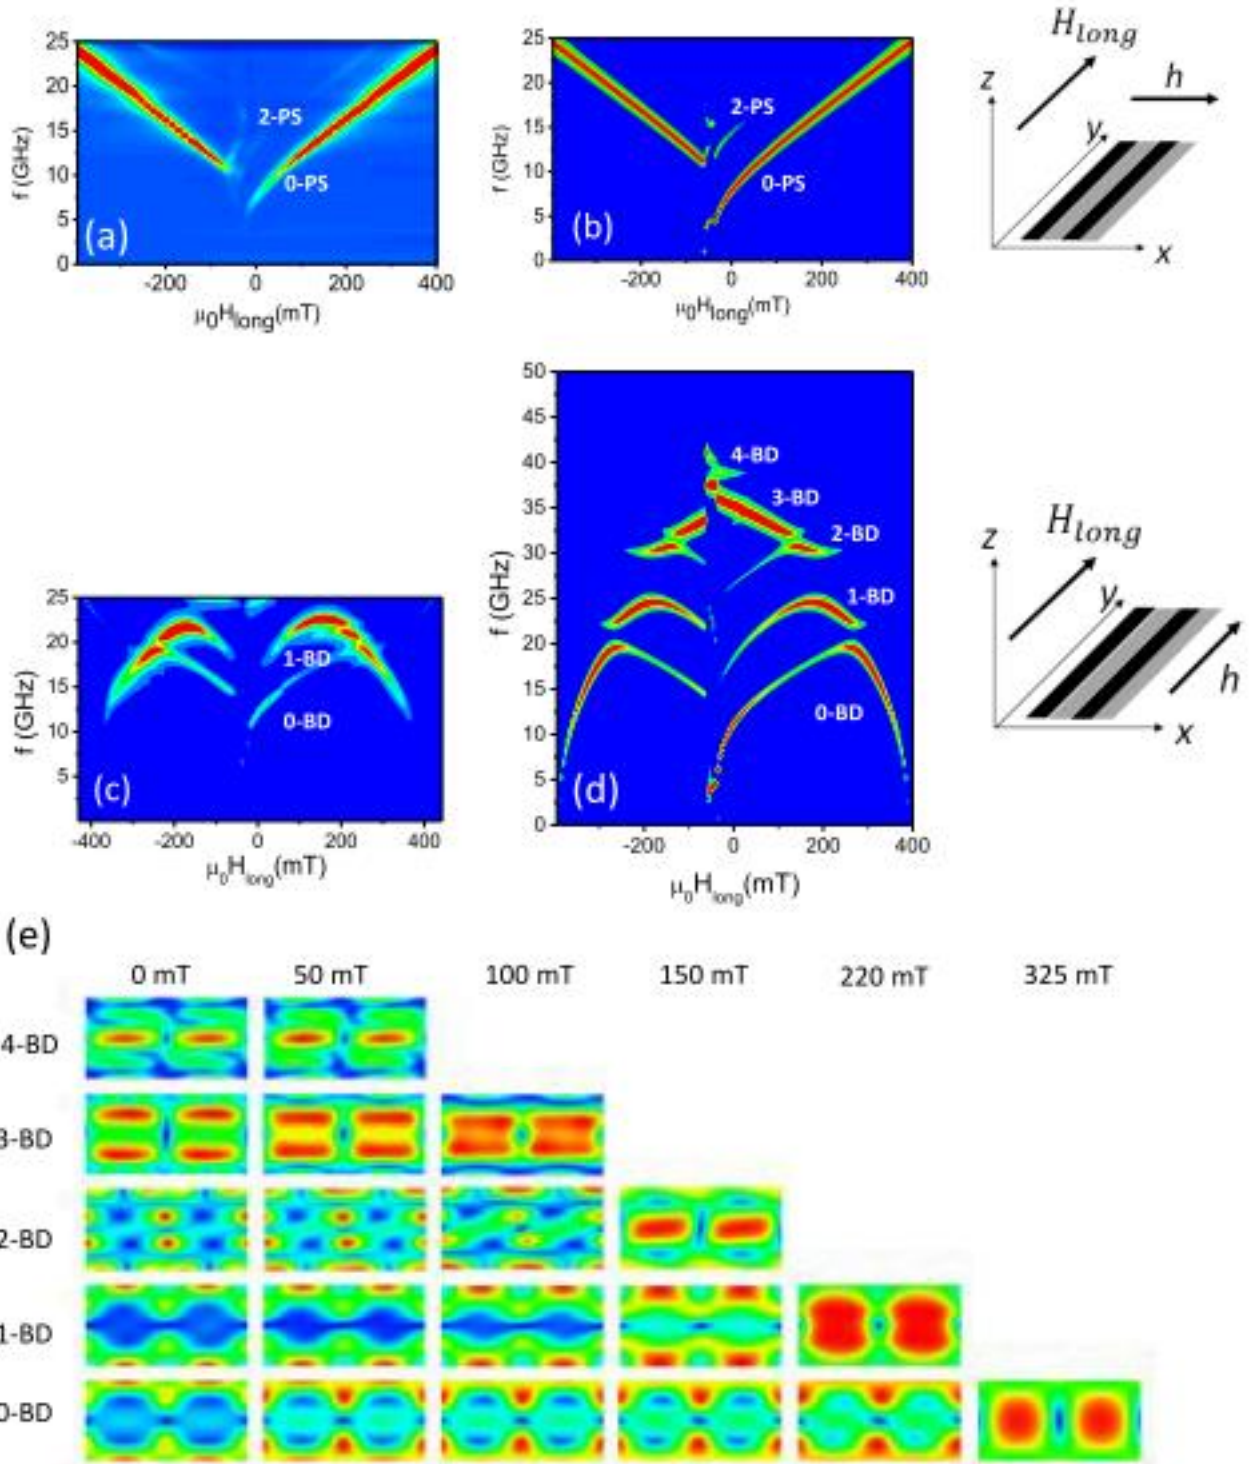 25
20
15
10
5
0
f (GHz)
2-PS
0-PS
(a)
-200
0
200
400
μ0Hlong(mT)
25
20
15
10
5
0
f (GHz)
2-PS
0-PS
(b)
-200
0
200
400
μ0Hlong(mT)
Hlong
z
h
y
x
25
20
15
10
5
f (GHz)
1-BD
0-BD
(c)
-400
-200
0
200
400
μ0Hlong(mT)
50
45
40
35
30
25
20
15
10
5
0
f (GHz)
4-BD
3-BD
2-BD
1-BD
0-BD
(d)
-200
0
200
400
μ0Hlong(mT)
Hlong
z
y
h
x
(e)
0 mT 50 mT 100 mT 150 mT 220 mT 325 mT
4-BD
3-BD
2-BD
1-BD
0-BD